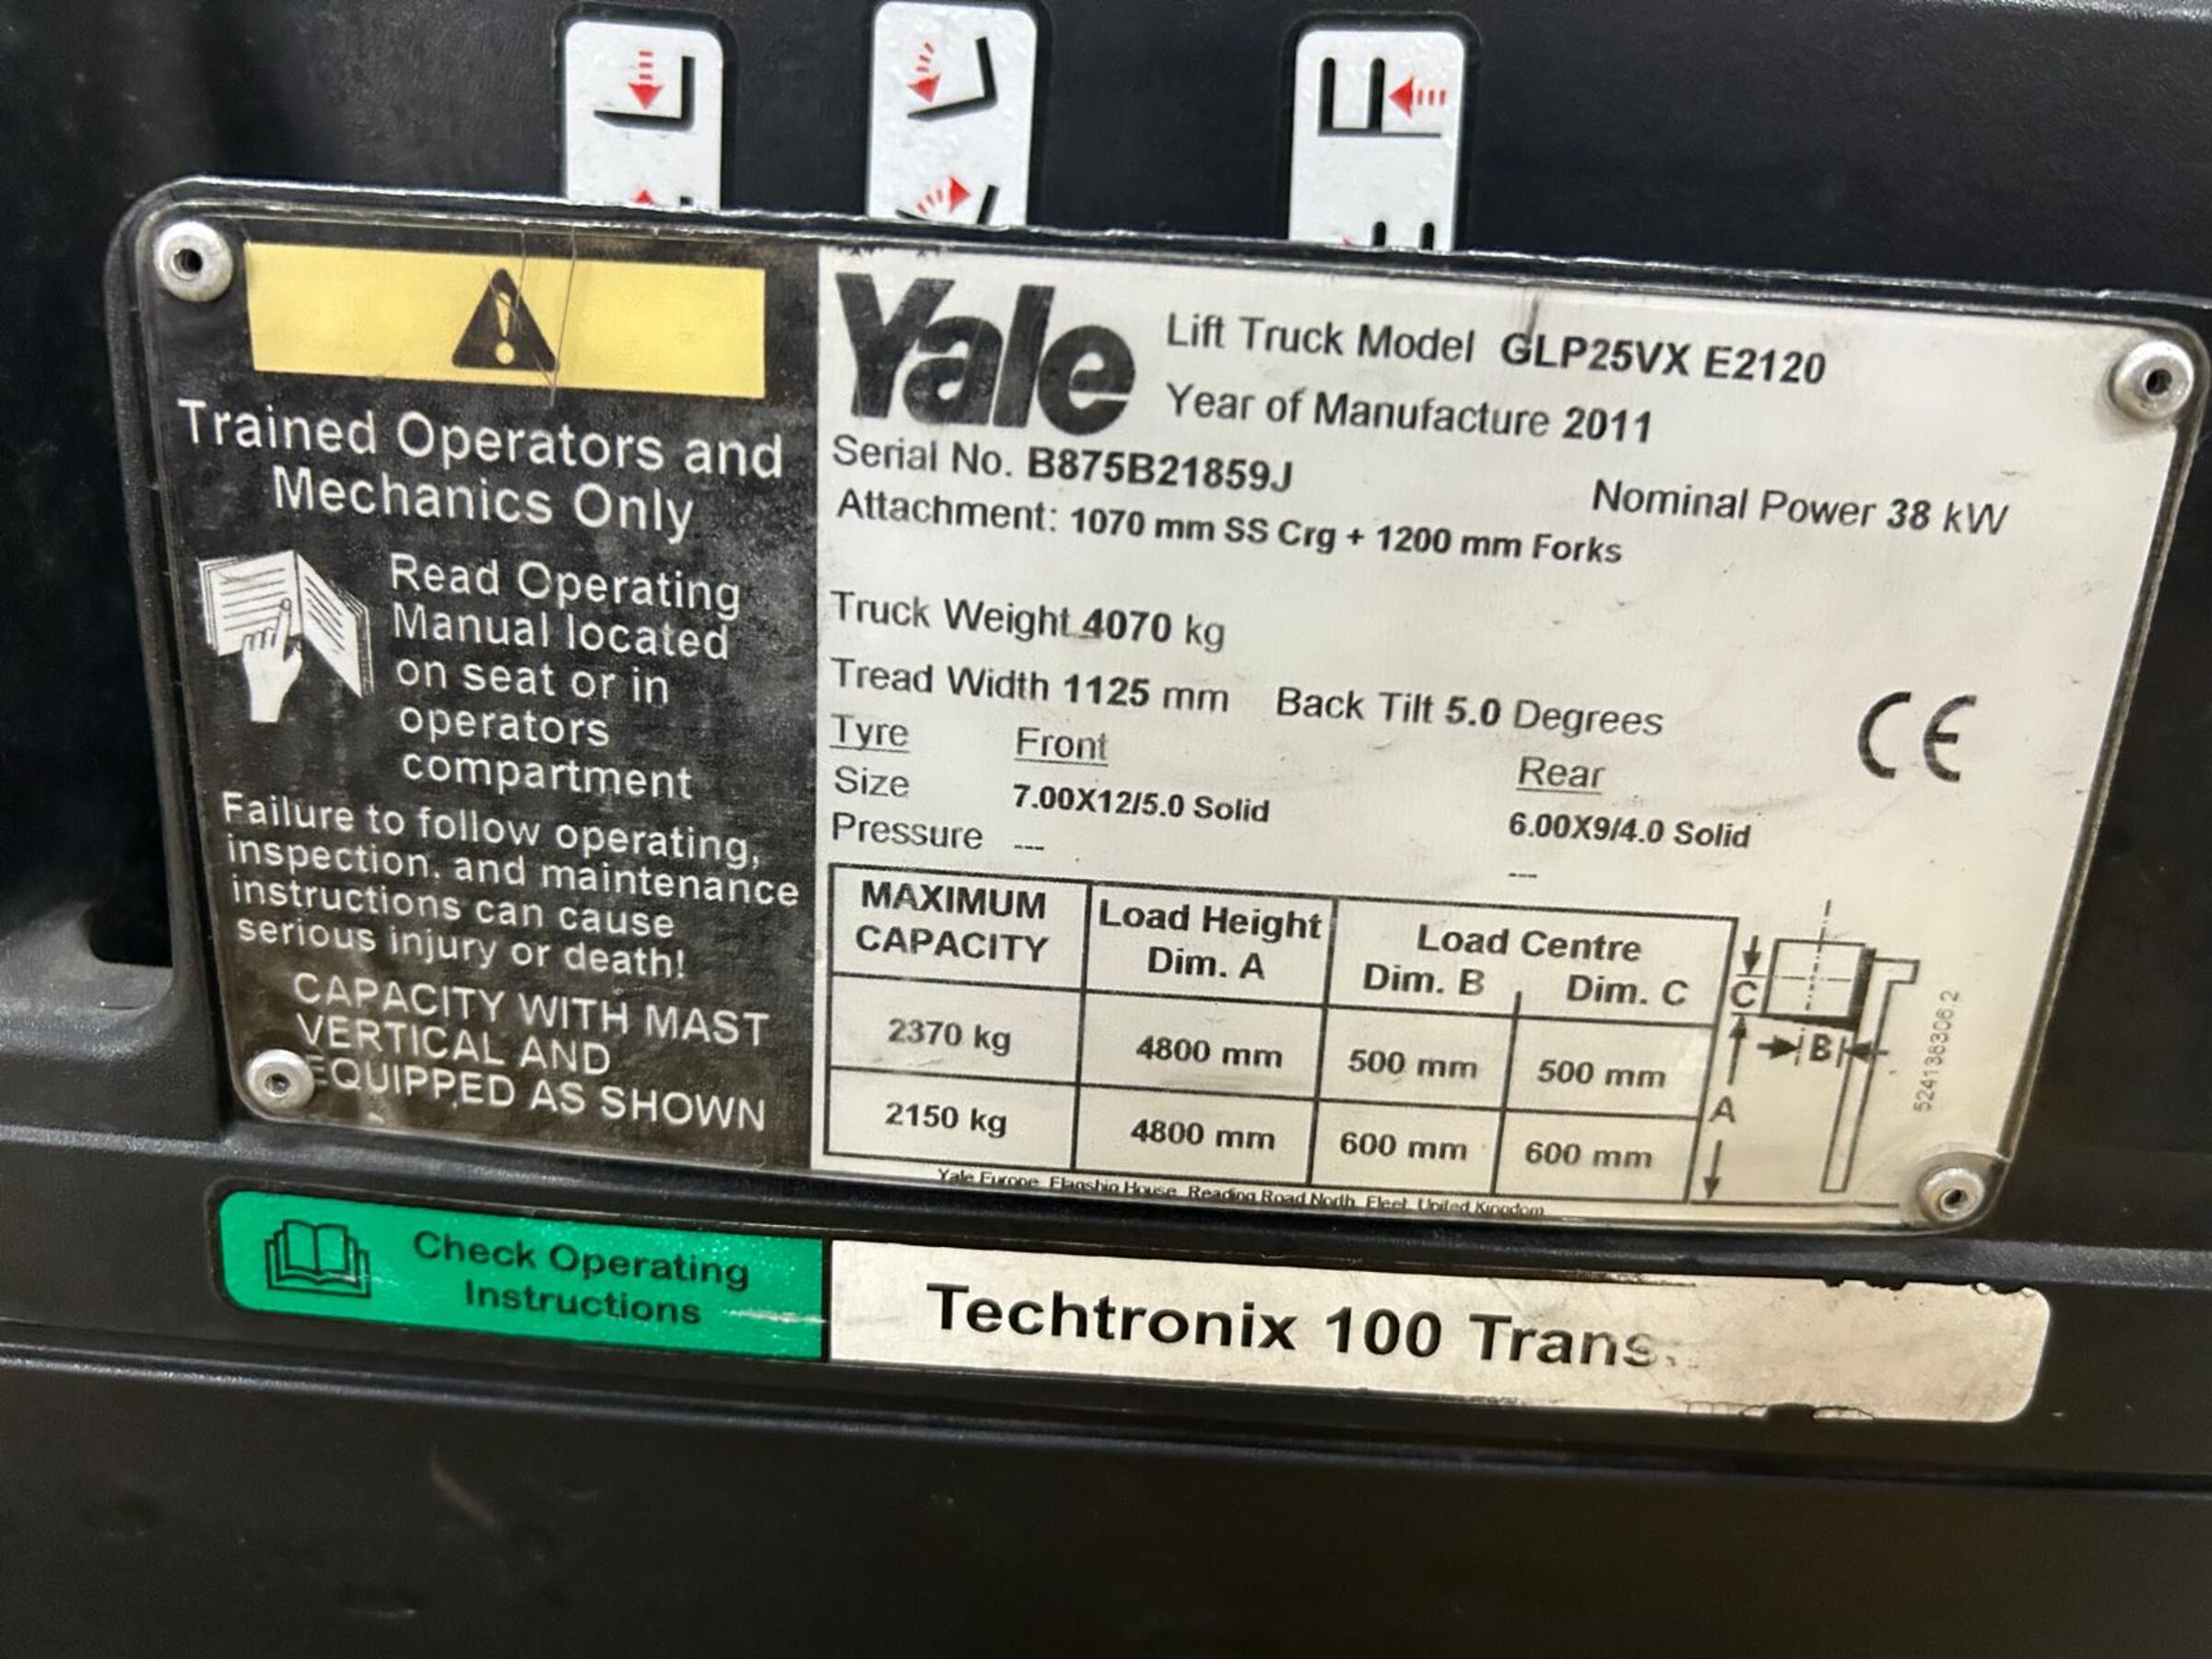 Trained Operators and
Mechanics Only
Read Operating
Manual located
on seat or in
operators
compartment
Failure to follow operating,
inspection, and maintenance
instructions can cause
serious injury or death!
CAPACITY WITH MAST
VERTICAL AND
EQUIPPED AS SHOWN
Yale
Lift Truck Model GLP25VX E2120
Year of Manufacture 2011
Serial No. B875B21859J
Nominal Power 38 kW
Attachment: 1070 mm SS Crg + 1200 mm Forks
Truck Weight 4070 kg
Tread Width 1125 mm Back Tilt 5.0 Degrees
CE
Tyre Front Rear
Size 7.00X12/5.0 Solid 6.00X9/4.0 Solid
Pressure --- ---
MAXIMUM CAPACITY Load Height Dim. A Load Centre Dim. B Dim. C
2370 kg 4800 mm 500 mm 500 mm
2150 kg 4800 mm 600 mm 600 mm
C
B
A
Yale Europe, Flagship House, Reading Road North, Fleet, United Kingdom
Check Operating
Instructions
Techtronix 100 Trans.